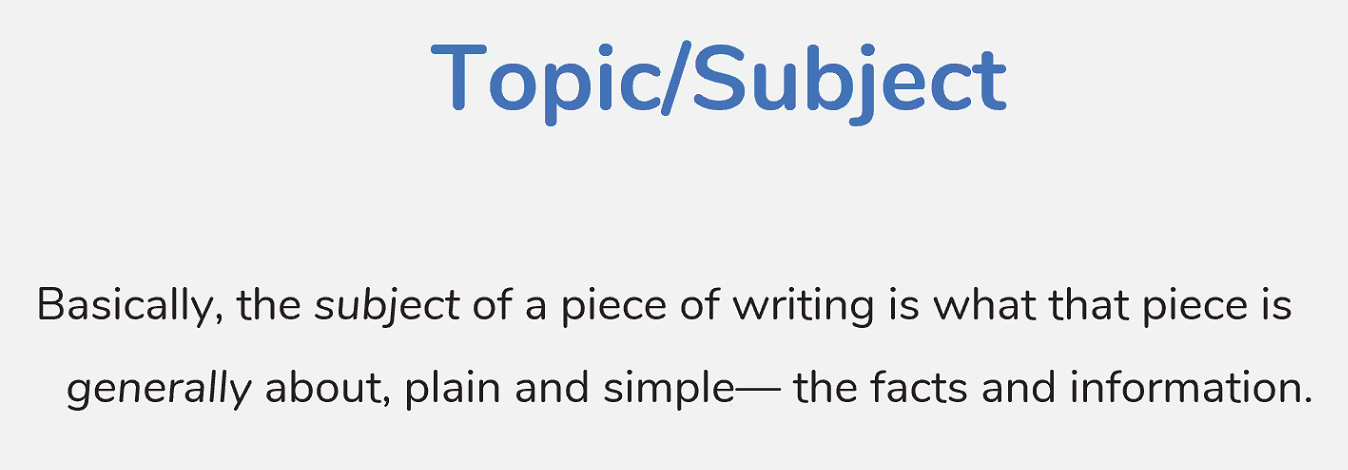 Topic/Subject
Basically, the subject of a piece of writing is what that piece is
generally about, plain and simple— the facts and information.